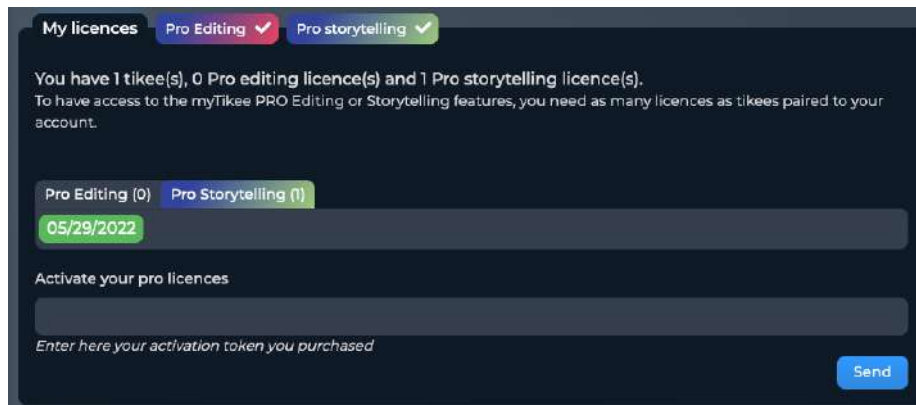 My licences Pro Editing ✓ Pro storytelling ✓
You have 1 tikee(s), 0 Pro editing licence(s) and 1 Pro storytelling licence(s).
To have access to the myTikee PRO Editing or Storytelling features, you need as many licences as tikees paired to your
account.
Pro Editing (0) Pro Storytelling (1)
05/29/2022
Activate your pro licences
Enter here your activation token you purchased
Send